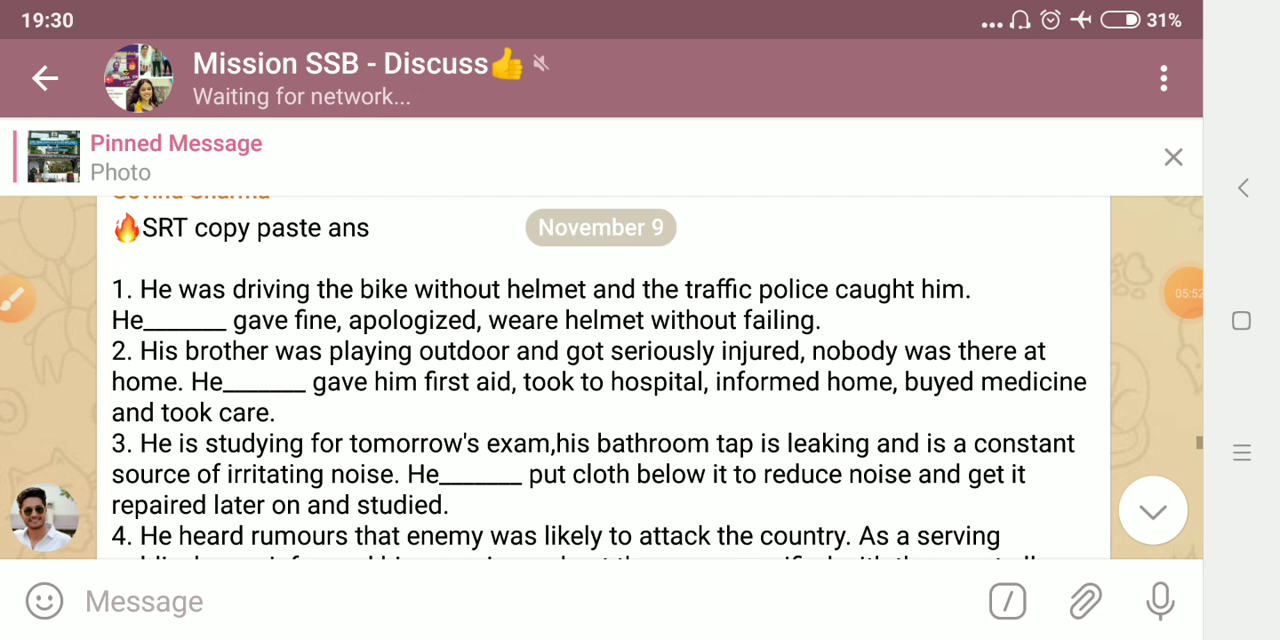 19:30
31%
Mission SSB - Discuss👍
Waiting for network...
Pinned Message
Photo
🔥SRT copy paste ans
November 9
1. He was driving the bike without helmet and the traffic police caught him.
He_______ gave fine, apologized, weare helmet without failing.
2. His brother was playing outdoor and got seriously injured, nobody was there at
home. He_______ gave him first aid, took to hospital, informed home, buyed medicine
and took care.
3. He is studying for tomorrow's exam,his bathroom tap is leaking and is a constant
source of irritating noise. He_______ put cloth below it to reduce noise and get it
repaired later on and studied.
4. He heard rumours that enemy was likely to attack the country. As a serving
05:52
Message